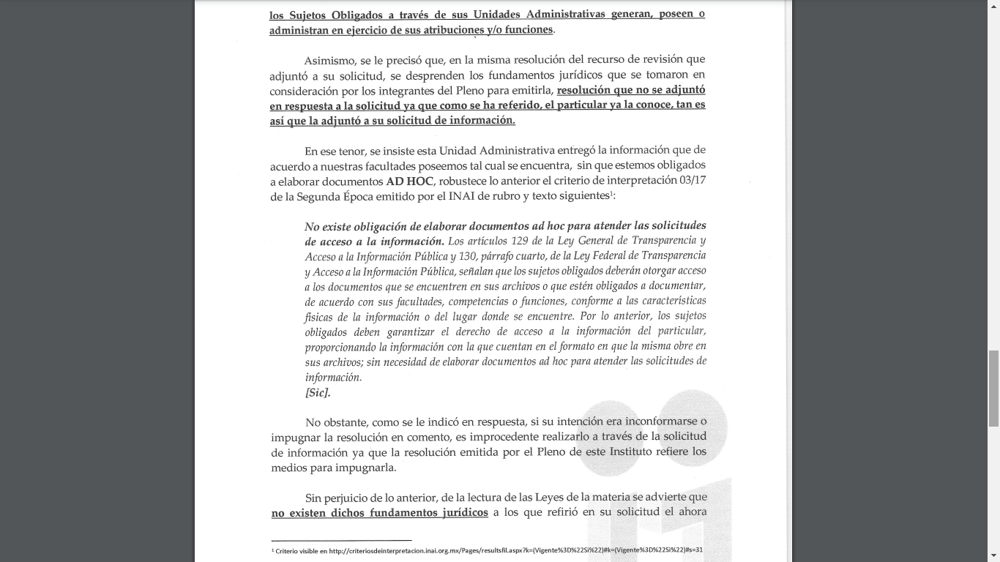 los Sujetos Obligados a través de sus Unidades Administrativas generan, poseen o
administran en ejercicio de sus atribuciones y/o funciones.
Asimismo, se le precisó que, en la misma resolución del recurso de revisión que
adjuntó a su solicitud, se desprenden los fundamentos jurídicos que se tomaron en
consideración por los integrantes del Pleno para emitirla, resolución que no se adjuntó
en respuesta a la solicitud ya que como se ha referido, el particular ya la conoce, tan es
así que la adjuntó a su solicitud de información.
En ese tenor, se insiste esta Unidad Administrativa entregó la información que de
acuerdo a nuestras facultades poseemos tal cual se encuentra, sin que estemos obligados
a elaborar documentos AD HOC, robustece lo anterior el criterio de interpretación 03/17
de la Segunda Época emitido por el INAI de rubro y texto siguientes¹:
No existe obligación de elaborar documentos ad hoc para atender las solicitudes
de acceso a la información. Los artículos 129 de la Ley General de Transparencia y
Acceso a la Información Pública y 130, párrafo cuarto, de la Ley Federal de Transparencia
y Acceso a la Información Pública, señalan que los sujetos obligados deberán otorgar acceso
a los documentos que se encuentren en sus archivos o que estén obligados a documentar,
de acuerdo con sus facultades, competencias o funciones, conforme a las características
físicas de la información o del lugar donde se encuentre. Por lo anterior, los sujetos
obligados deben garantizar el derecho de acceso a la información del particular,
proporcionando la información con la que cuentan en el formato en que la misma obre en
sus archivos; sin necesidad de elaborar documentos ad hoc para atender las solicitudes de
información.
[Sic].
No obstante, como se le indicó en respuesta, si su intención era inconformarse o
impugnar la resolución en comento, es improcedente realizarlo a través de la solicitud
de información ya que la resolución emitida por el Pleno de este Instituto refiere los
medios para impugnarla.
Sin perjuicio de lo anterior, de la lectura de las Leyes de la materia se advierte que
no existen dichos fundamentos jurídicos a los que refirió en su solicitud el ahora
¹ Criterio visible en http://criteriosdeinterpretacion.inai.org.mx/Pages/resultsfil.aspx?k=(Vigente%3D%22Si%22)#k=(Vigente%3D%22Si%22)#s=31